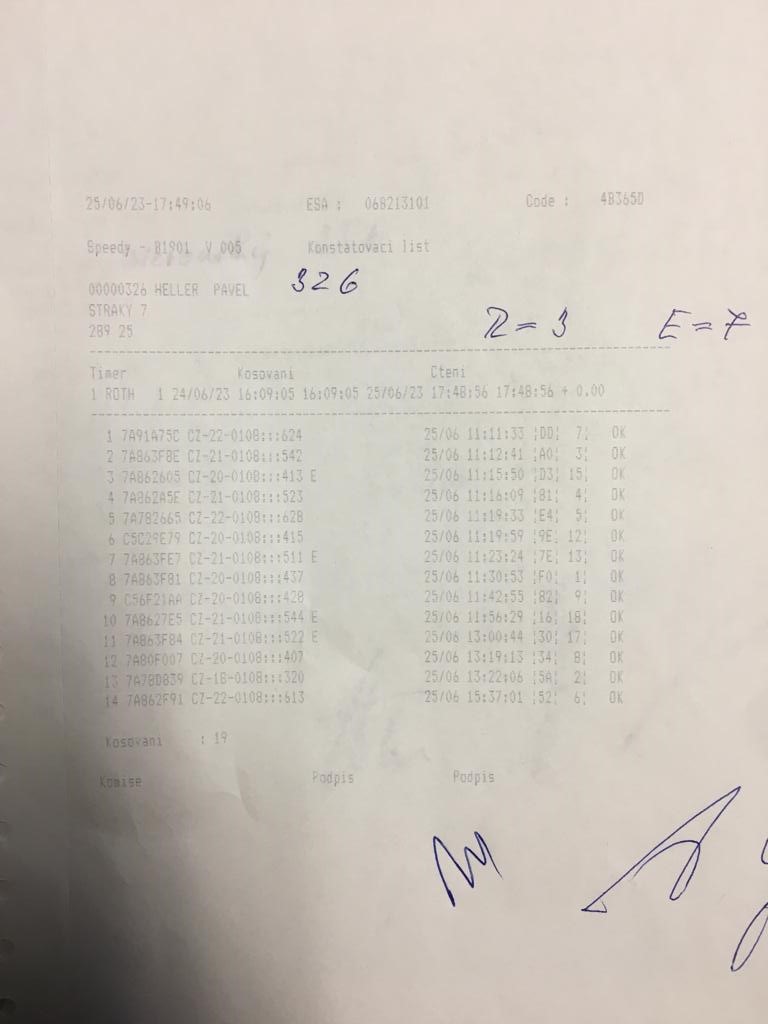 25/06/23-17:49:06 ESA : 068213101 Code : 4B365D
Speedy - B1901 V 005 Konstatovaci list
00000326 HELLER PAVEL 326
STRAKY 7
289 25
R=3 E=7
Timer Kosovani Cteni
1 ROTH 1 24/06/23 16:09:05 16:09:05 25/06/23 17:48:56 17:48:56 + 0.00
1 7A91A75C CZ-22-0108:::624 25/06 11:11:33 ¦DD¦ 7¦ OK
2 7A863F8E CZ-21-0108:::542 25/06 11:12:41 ¦A0¦ 3¦ OK
3 7A862605 CZ-20-0108:::413 E 25/06 11:15:50 ¦D3¦ 15¦ OK
4 7A862A5E CZ-21-0108:::523 25/06 11:16:09 ¦81¦ 4¦ OK
5 7A782665 CZ-22-0108:::628 25/06 11:19:33 ¦E4¦ 5¦ OK
6 C5C29E79 CZ-20-0108:::415 25/06 11:19:59 ¦9E¦ 12¦ OK
7 7A863FE7 CZ-21-0108:::511 E 25/06 11:23:24 ¦7E¦ 13¦ OK
8 7A863F81 CZ-20-0108:::437 25/06 11:30:53 ¦F0¦ 1¦ OK
9 C56F21AA CZ-20-0108:::428 25/06 11:42:55 ¦82¦ 9¦ OK
10 7A8627E5 CZ-21-0108:::544 E 25/06 11:56:29 ¦16¦ 18¦ OK
11 7A863F84 CZ-21-0108:::522 E 25/06 13:00:44 ¦30¦ 17¦ OK
12 7A80F007 CZ-20-0108:::407 25/06 13:19:13 ¦34¦ 8¦ OK
13 7A78D839 CZ-18-0108:::320 25/06 13:22:06 ¦5A¦ 2¦ OK
14 7A862F91 CZ-22-0108:::613 25/06 15:37:01 ¦52¦ 6¦ OK
Kosovani : 19
Komise Podpis Podpis